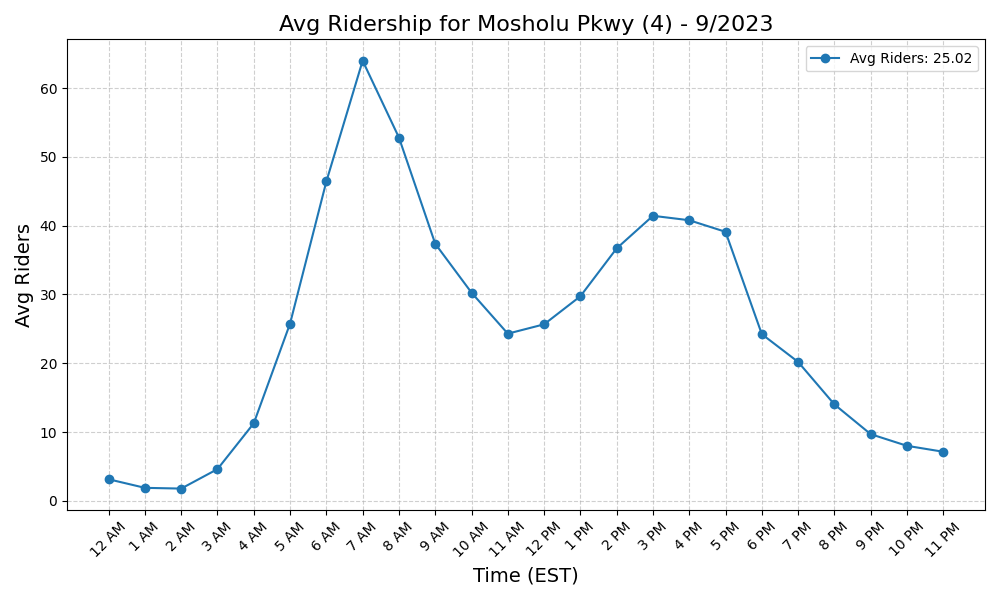 Avg Ridership for Mosholu Pkwy (4) - 9/2023
Avg Riders: 25.02
Avg Riders
60
50
40
30
20
10
0
12 AM
1 AM
2 AM
3 AM
4 AM
5 AM
6 AM
7 AM
8 AM
9 AM
10 AM
11 AM
12 PM
1 PM
2 PM
3 PM
4 PM
5 PM
6 PM
7 PM
8 PM
9 PM
10 PM
11 PM
Time (EST)